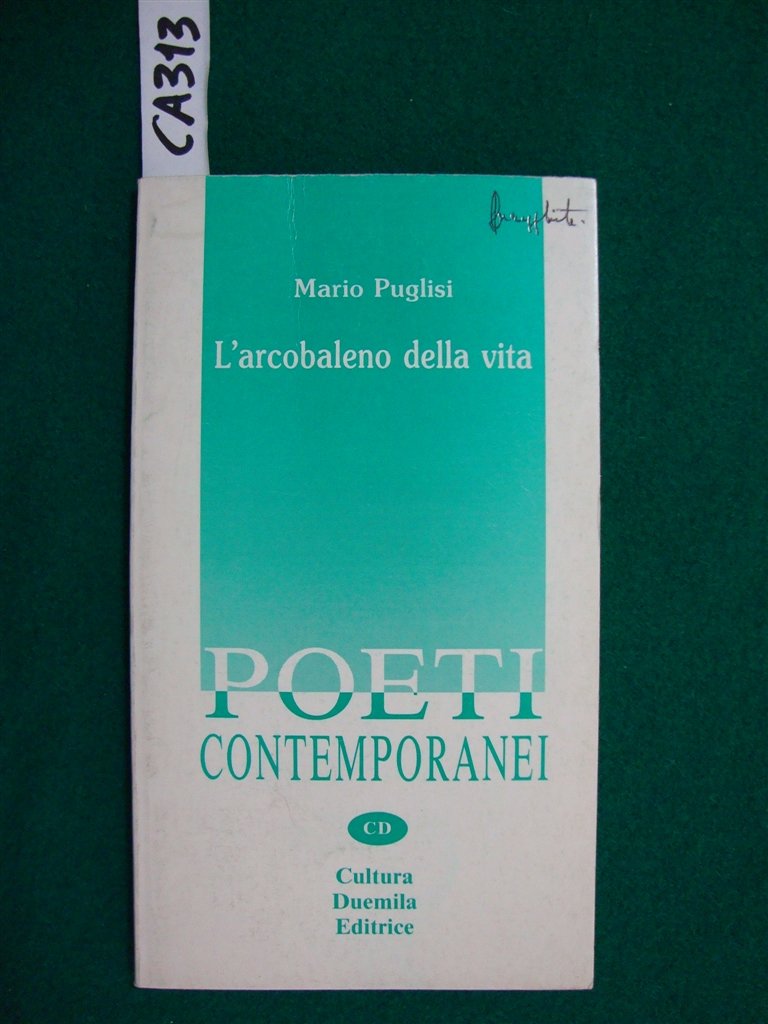 CA313
Mario Puglisi
L'arcobaleno della vita
POETI
CONTEMPORANEI
CD
Cultura
Duemila
Editrice